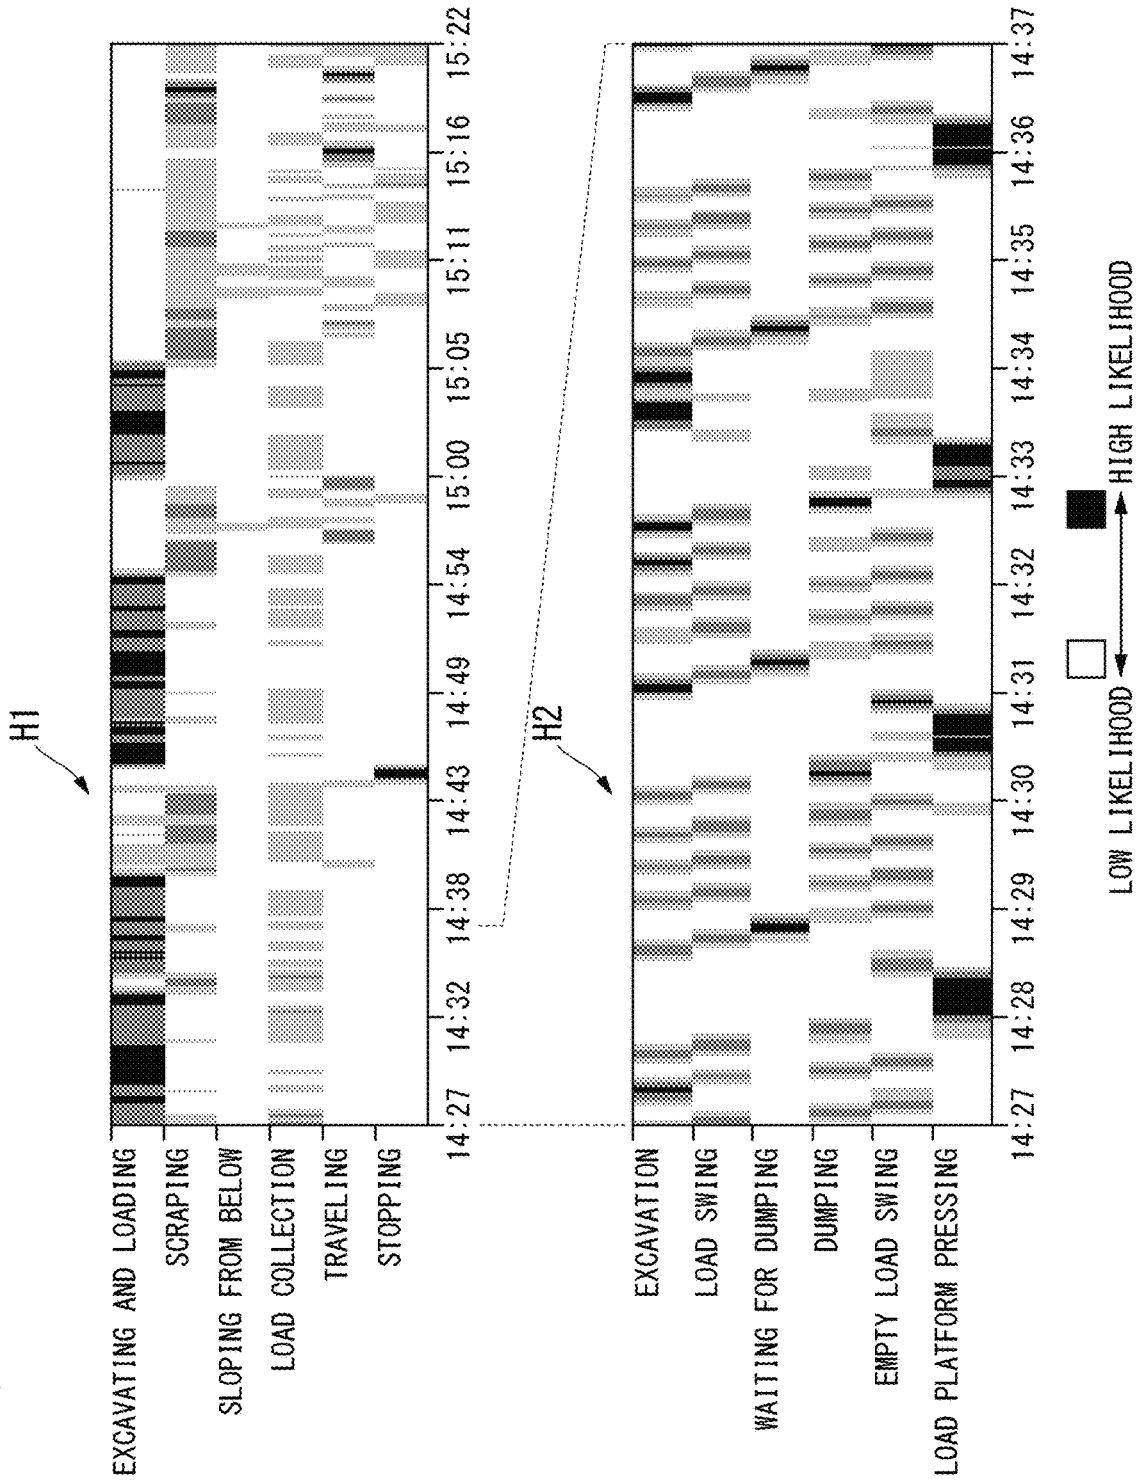 H1
EXCAVATING AND LOADING
SCRAPING
SLOPING FROM BELOW
LOAD COLLECTION
TRAVELING
STOPPING
14:27 14:32 14:38 14:43 14:49 14:54 15:00 15:05 15:11 15:16 15:22
H2
EXCAVATION
LOAD SWING
WAITING FOR DUMPING
DUMPING
EMPTY LOAD SWING
LOAD PLATFORM PRESSING
14:27 14:28 14:29 14:30 14:31 14:32 14:33 14:34 14:35 14:36 14:37
LOW LIKELIHOOD HIGH LIKELIHOOD